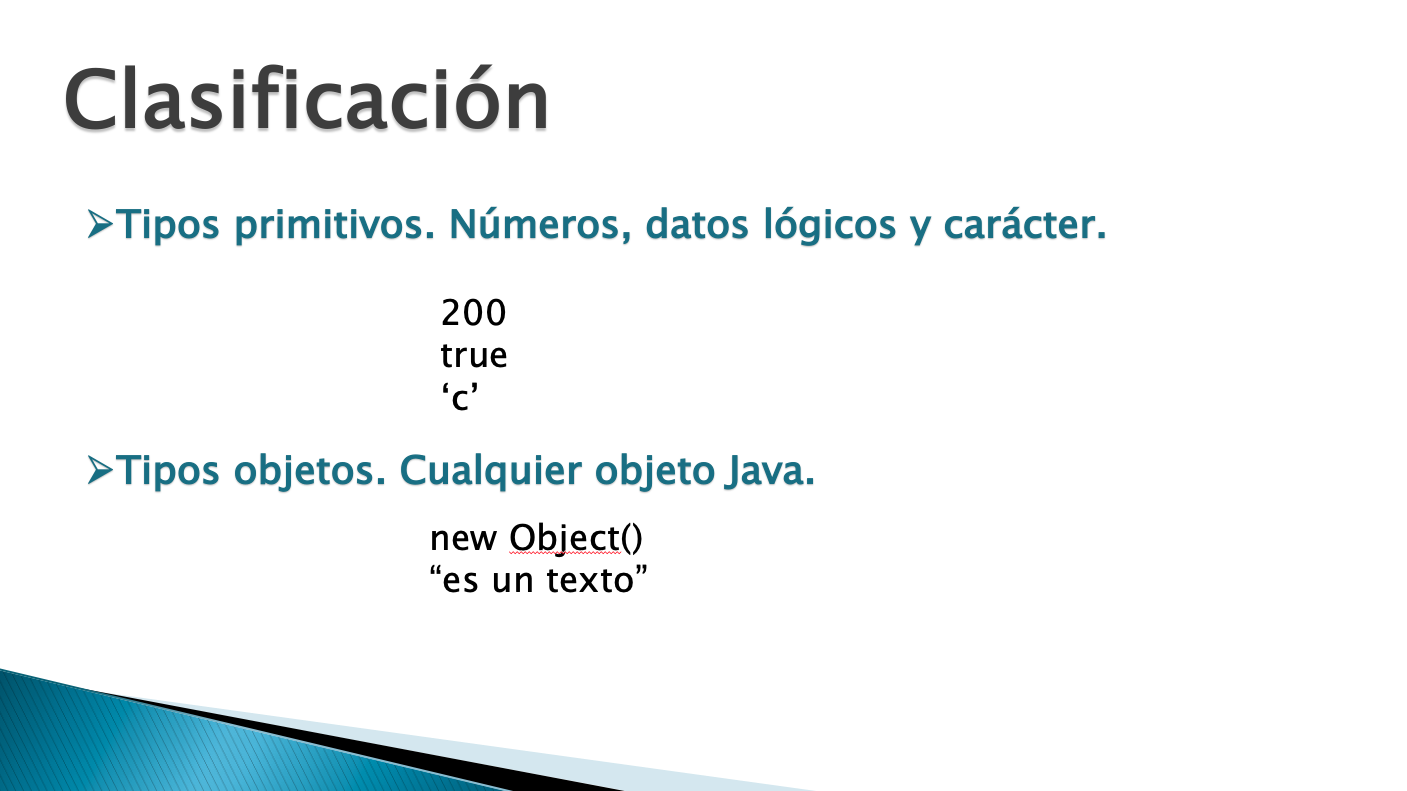 Clasificación
➢Tipos primitivos. Números, datos lógicos y carácter.
200
true
‘c’
➢Tipos objetos. Cualquier objeto Java.
new Object()
“es un texto”